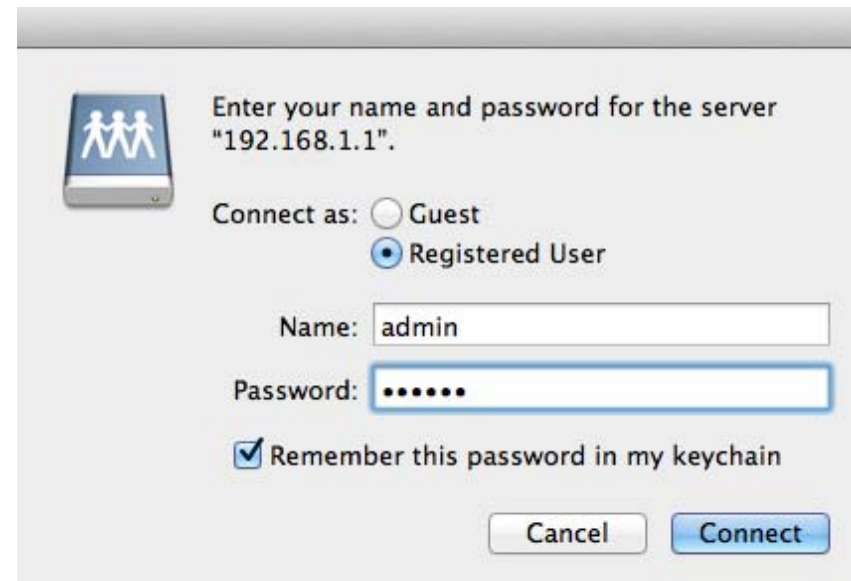 Enter your name and password for the server
“192.168.1.1”.
Connect as: Guest
Registered User
Name: admin
Password: ••••••
Remember this password in my keychain
Cancel Connect